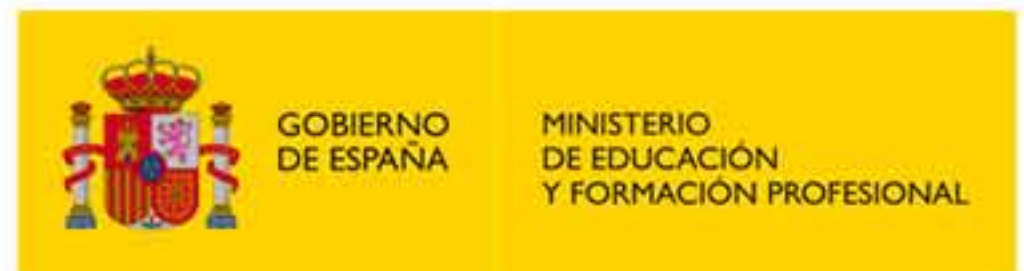 GOBIERNO
DE ESPAÑA
MINISTERIO
DE EDUCACIÓN
Y FORMACIÓN PROFESIONAL